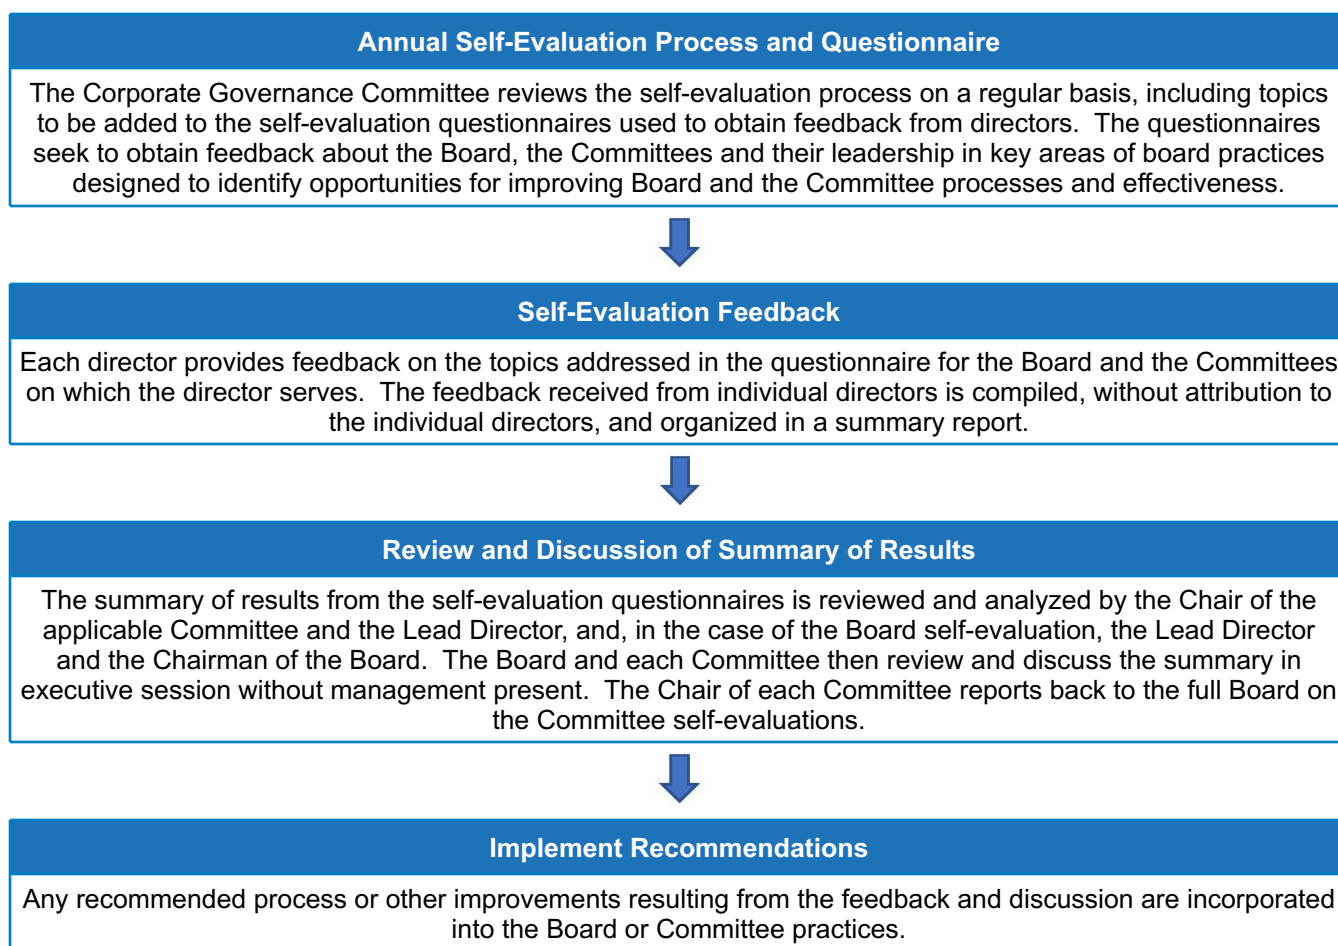 Annual Self-Evaluation Process and Questionnaire
The Corporate Governance Committee reviews the self-evaluation process on a regular basis, including topics
to be added to the self-evaluation questionnaires used to obtain feedback from directors. The questionnaires
seek to obtain feedback about the Board, the Committees and their leadership in key areas of board practices
designed to identify opportunities for improving Board and the Committee processes and effectiveness.
Self-Evaluation Feedback
Each director provides feedback on the topics addressed in the questionnaire for the Board and the Committees
on which the director serves. The feedback received from individual directors is compiled, without attribution to
the individual directors, and organized in a summary report.
Review and Discussion of Summary of Results
The summary of results from the self-evaluation questionnaires is reviewed and analyzed by the Chair of the
applicable Committee and the Lead Director, and, in the case of the Board self-evaluation, the Lead Director
and the Chairman of the Board. The Board and each Committee then review and discuss the summary in
executive session without management present. The Chair of each Committee reports back to the full Board on
the Committee self-evaluations.
Implement Recommendations
Any recommended process or other improvements resulting from the feedback and discussion are incorporated
into the Board or Committee practices.